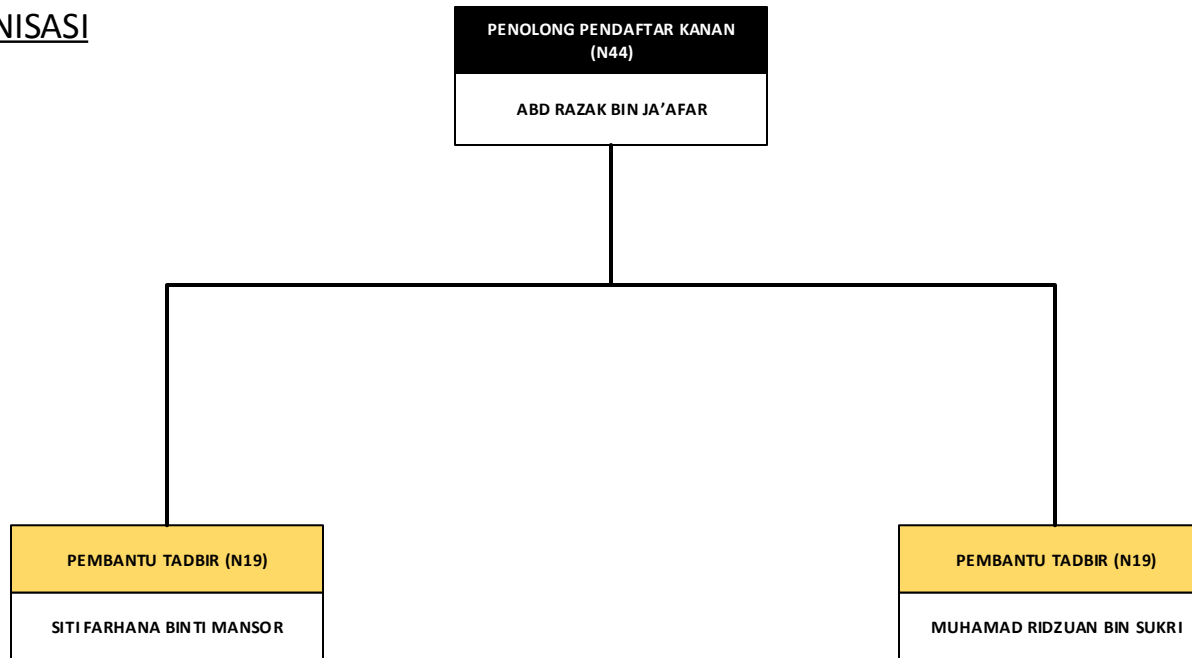 NISASI
PENOLONG PENDAFTAR KANAN
(N44)
ABD RAZAK BIN JA’AFAR
PEMBANTU TADBIR (N19)
SITI FARHANA BINTI MANSOR
PEMBANTU TADBIR (N19)
MUHAMAD RIDZUAN BIN SUKRI